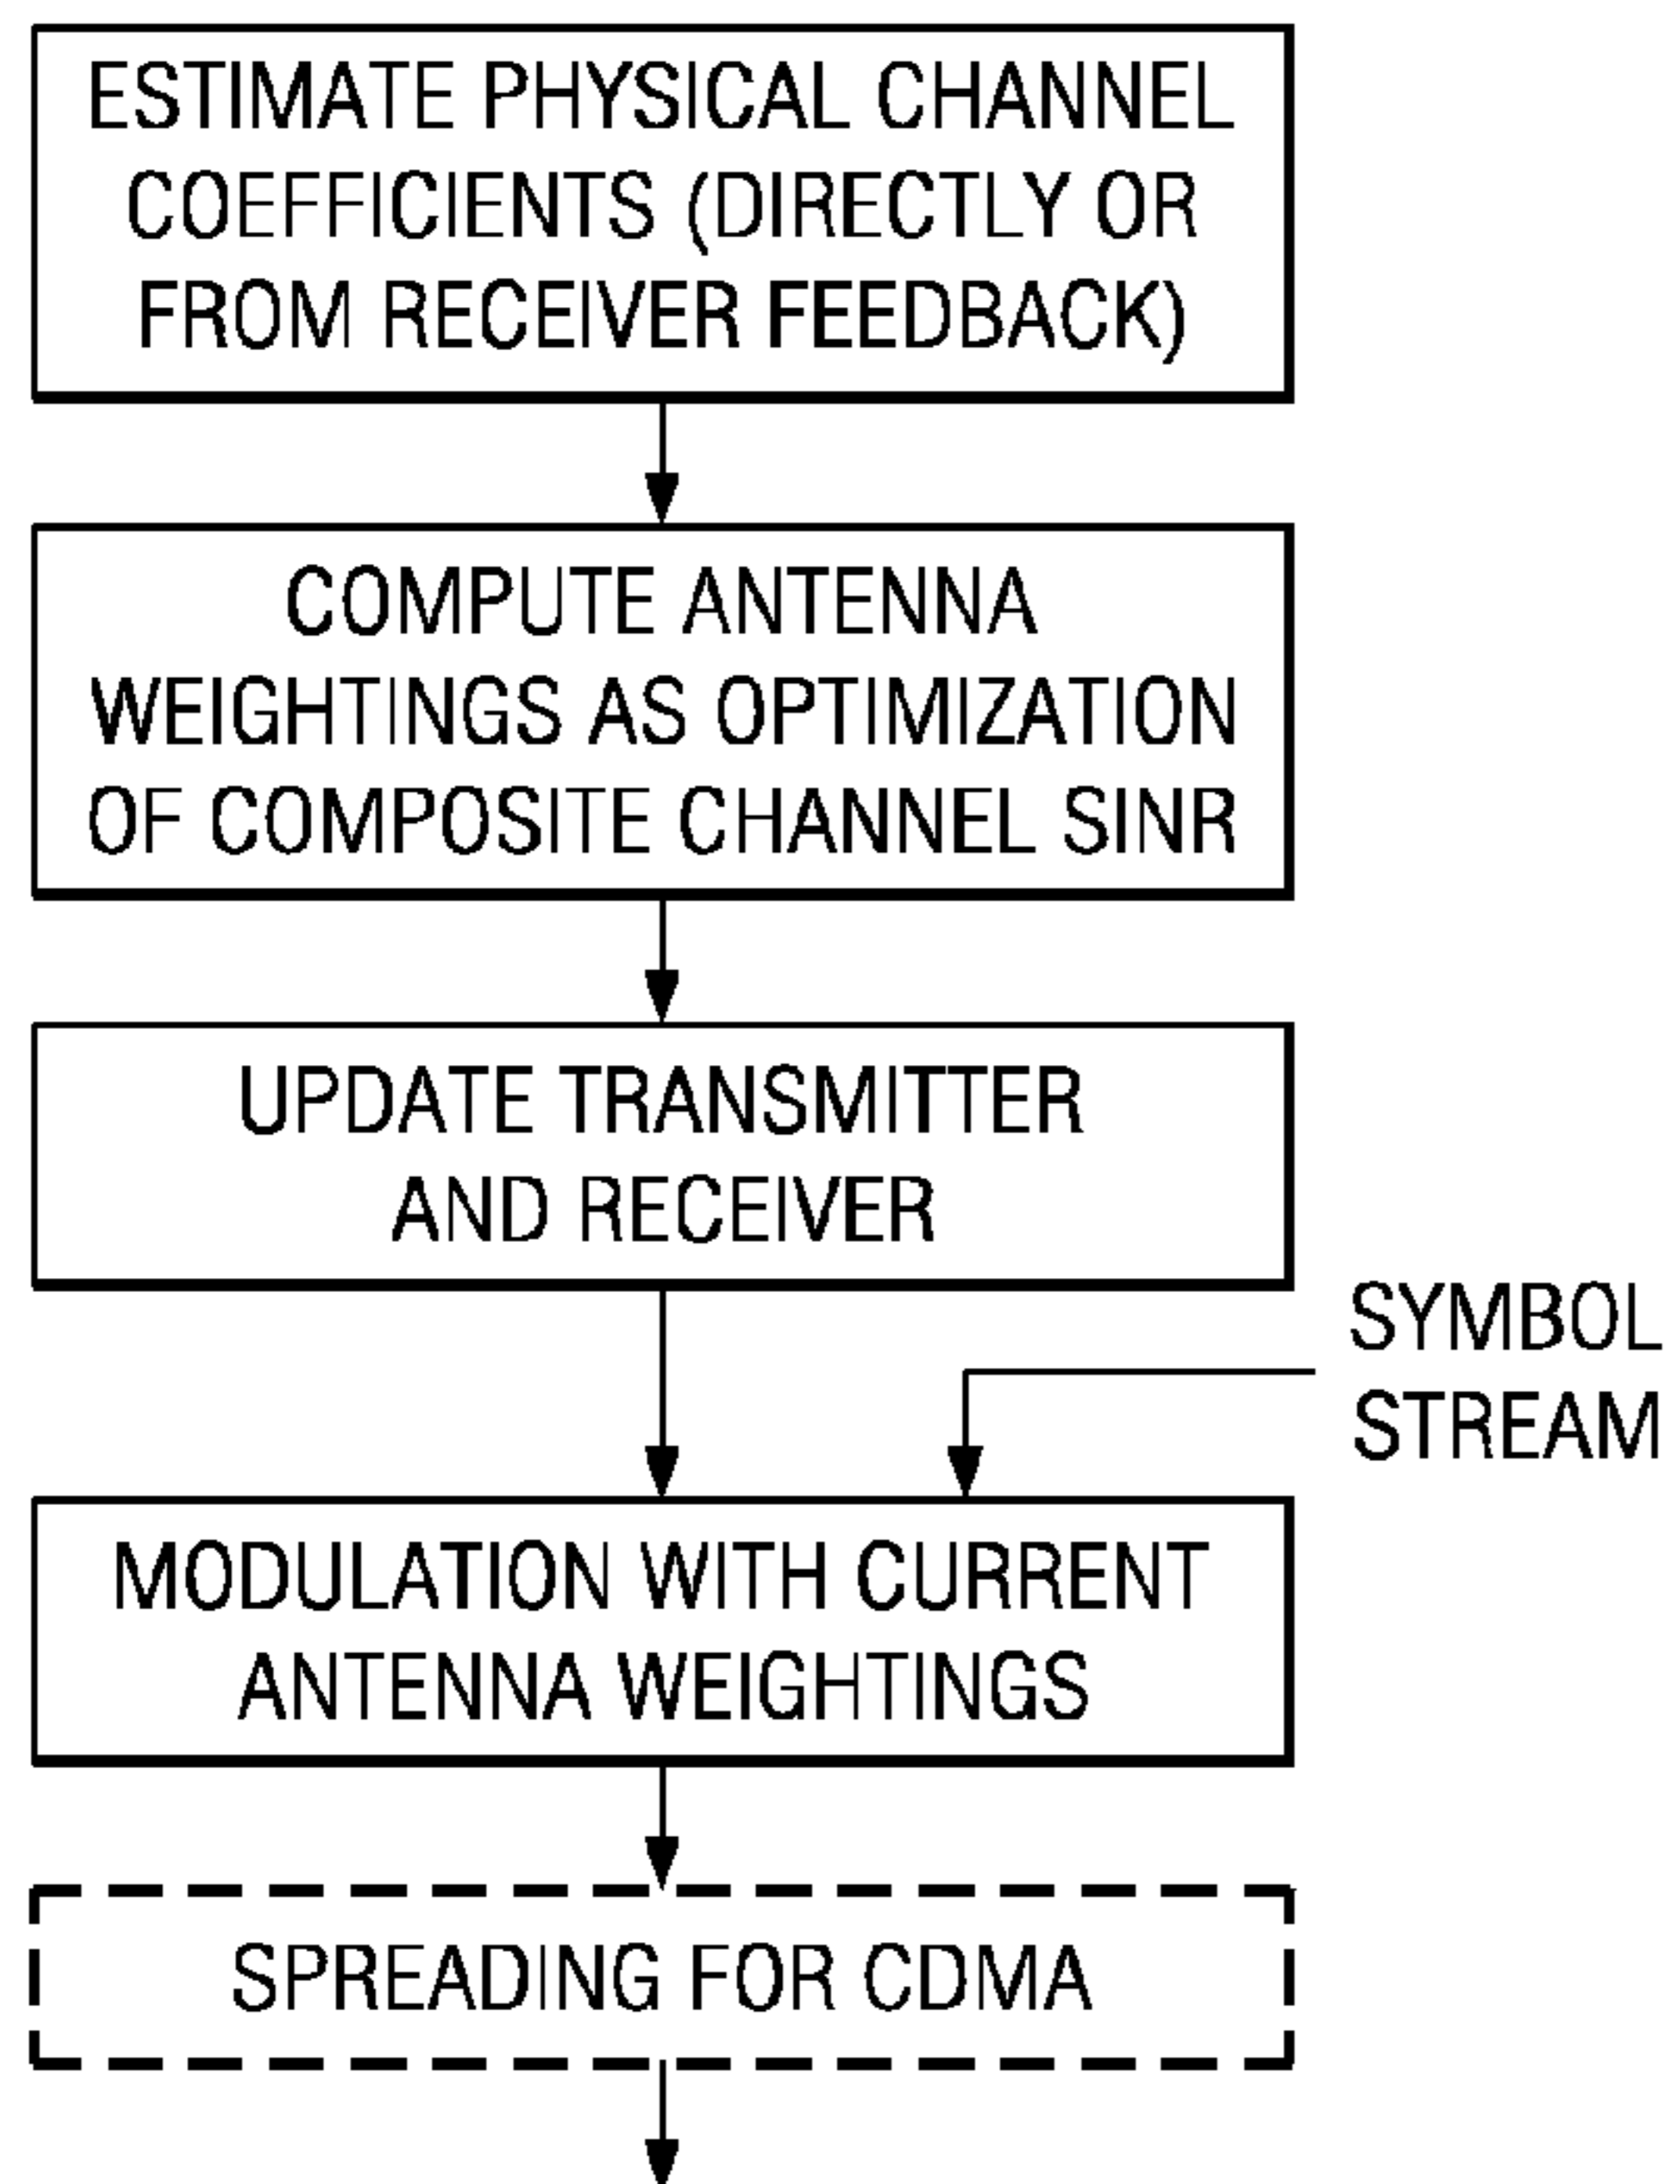 ESTIMATE PHYSICAL CHANNEL
COEFFICIENTS (DIRECTLY OR
FROM RECEIVER FEEDBACK)
COMPUTE ANTENNA
WEIGHTINGS AS OPTIMIZATION
OF COMPOSITE CHANNEL SINR
UPDATE TRANSMITTER
AND RECEIVER
SYMBOL
STREAM
MODULATION WITH CURRENT
ANTENNA WEIGHTINGS
SPREADING FOR CDMA